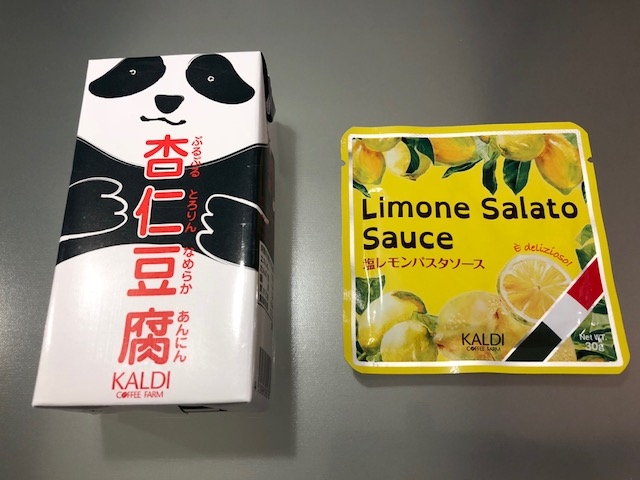 杏仁豆腐
ぷるぷる とろりん なめらか あんにん
KALDI
COFFEE FARM
Limone Salato
Sauce
È delizioso!
塩レモンパスタソース
KALDI
COFFEE FARM
Net WT.
30g